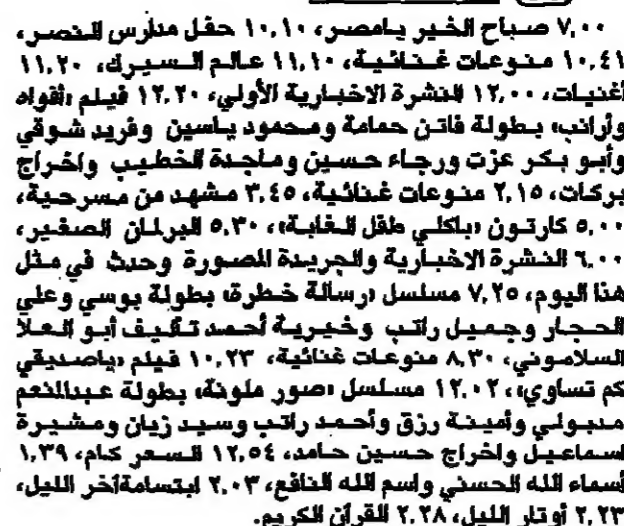 ٧,٠٠ صباح الخير يامصر، ١٠,١٠ حفل مدارس النصر،
١٠,٤١ منوعات غنائية، ١١,١٠ عالم السيرك، ١١,٢٠
أغنيات، ١٢,٠٠ النشرة الاخبارية الأولي، ١٢,٢٠ فيلم «أفواه
وأرانب» بطولة فاتن حمامة ومحمود ياسين وفريد شوقي
وأبو بكر عزت ورجاء حسين وماجدة الخطيب واخراج
بركات، ٢,١٥ منوعات غنائية، ٣,٤٥ مشهد من مسرحية،
٥,٠٠ كارتون «باكلي طفل الغابة»، ٥,٣٠ البرلمان الصغير،
٦,٠٠ النشرة الاخبارية والجريدة المصورة وحدث في مثل
هذا اليوم، ٧,٢٥ مسلسل «رسالة خطرة» بطولة بوسي وعلي
الحجار وجميل راتب وخيرية أحمد تأليف أبو العلا
السلاموني، ٨,٣٠ منوعات غنائية، ١٠,٢٣ فيلم «ياصديقي
كم تساوي»، ١٢,٠٢ مسلسل «صور ملونة» بطولة عبدالمنعم
مدبولي وأمينة رزق وأحمد راتب وسيد زيان ومشيرة
اسماعيل واخراج حسين حامد، ١٢,٥٤ السعر كام، ١,٣٩
أسماء الله الحسني واسم الله النافع، ٢,٠٣ ابتسامةآخر الليل،
٢,٢٣ أوتار الليل، ٢,٢٨ القرآن الكريم.